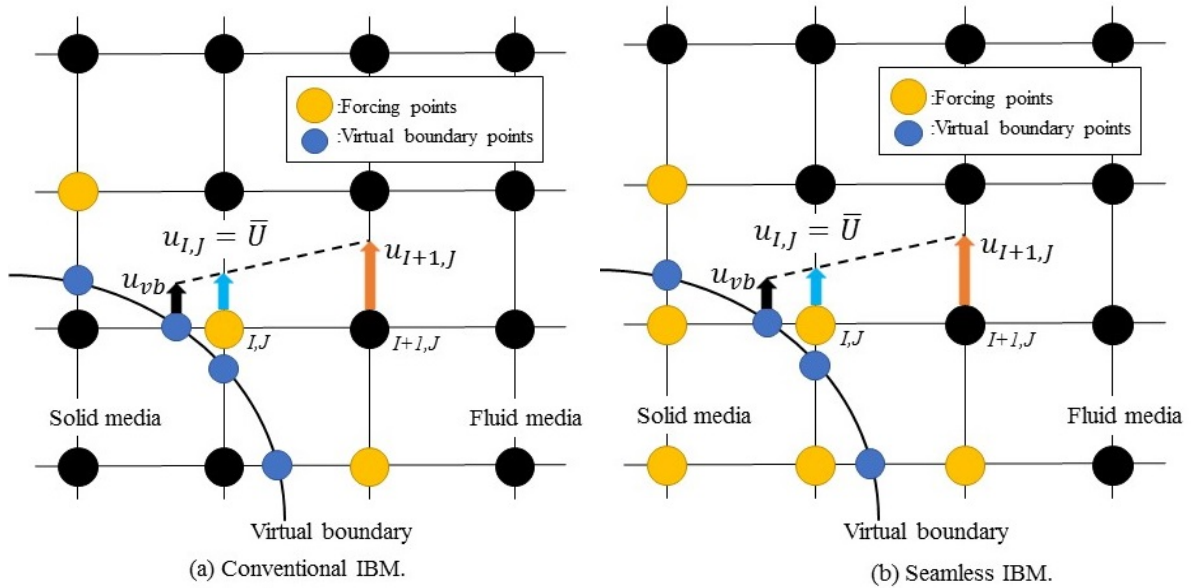 :Forcing points
:Virtual boundary points
u_{I,J} = \overline{U}
u_{vb}
u_{I+1,J}
I,J
I+1,J
Solid media
Fluid media
Virtual boundary
(a) Conventional IBM.
:Forcing points
:Virtual boundary points
u_{I,J} = \overline{U}
u_{vb}
u_{I+1,J}
I,J
I+1,J
Solid media
Fluid media
Virtual boundary
(b) Seamless IBM.